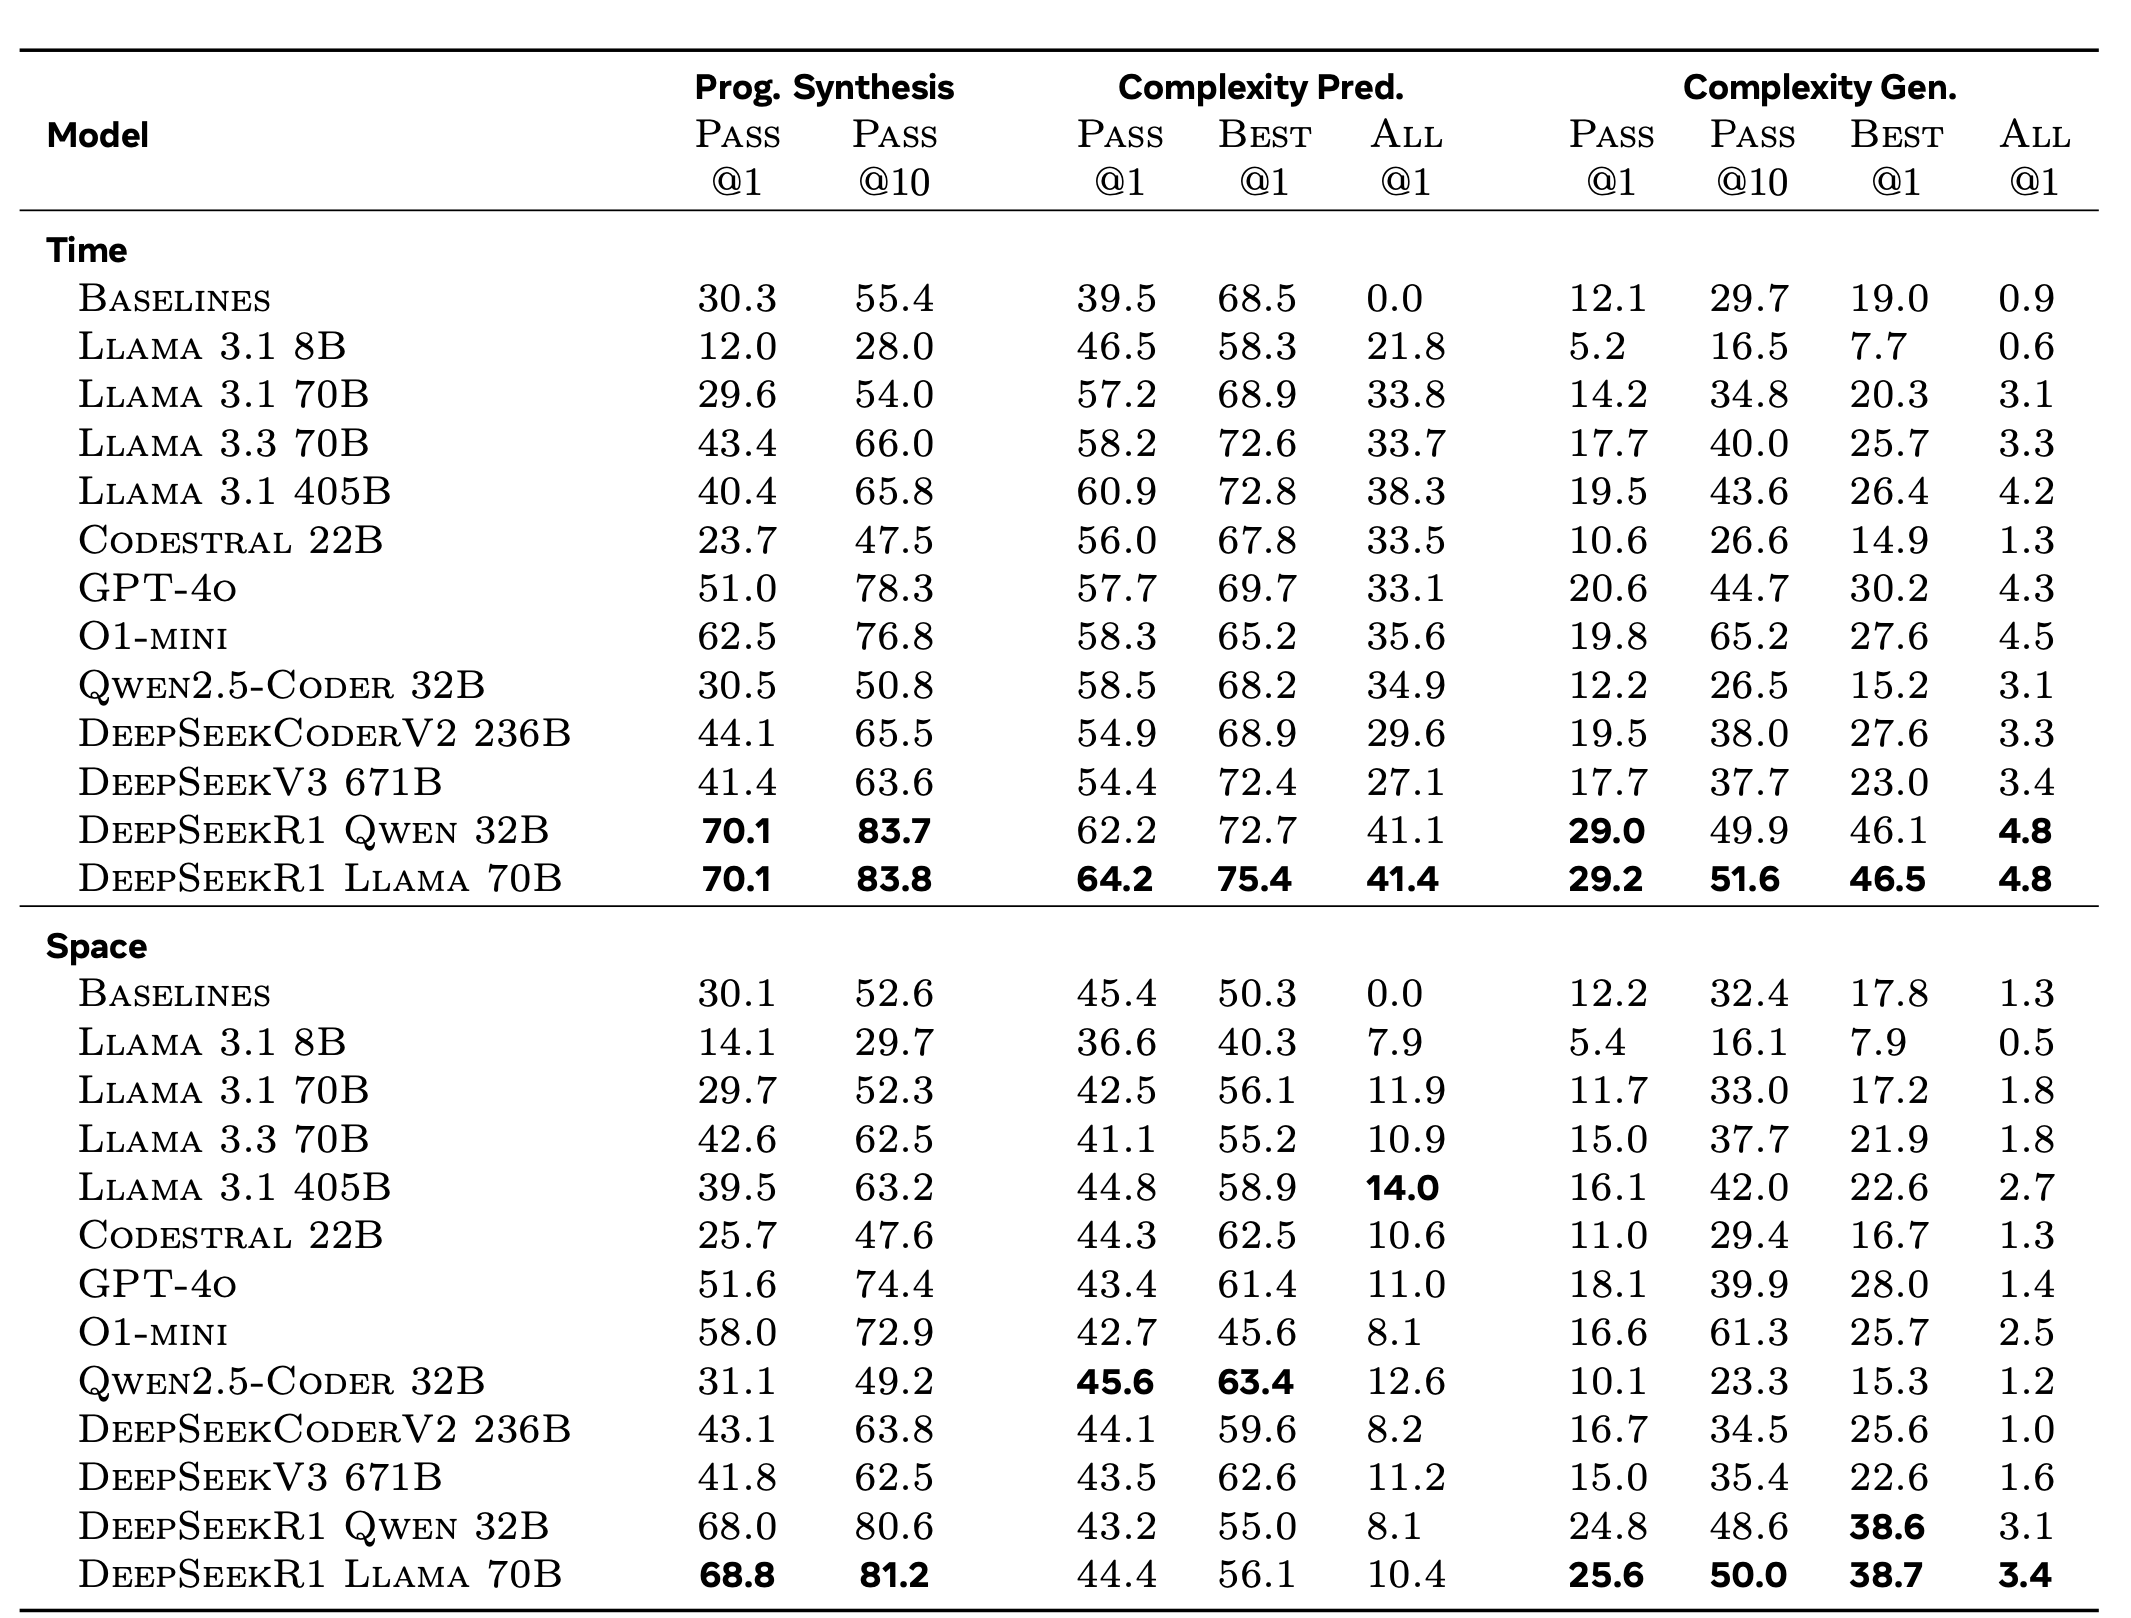 Prog. Synthesis Complexity Pred. Complexity Gen.
Model PASS PASS PASS BEST ALL PASS PASS BEST ALL
@1 @10 @1 @1 @1 @1 @10 @1 @1
Time
BASELINES 30.3 55.4 39.5 68.5 0.0 12.1 29.7 19.0 0.9
LLAMA 3.1 8B 12.0 28.0 46.5 58.3 21.8 5.2 16.5 7.7 0.6
LLAMA 3.1 70B 29.6 54.0 57.2 68.9 33.8 14.2 34.8 20.3 3.1
LLAMA 3.3 70B 43.4 66.0 58.2 72.6 33.7 17.7 40.0 25.7 3.3
LLAMA 3.1 405B 40.4 65.8 60.9 72.8 38.3 19.5 43.6 26.4 4.2
CODESTRAL 22B 23.7 47.5 56.0 67.8 33.5 10.6 26.6 14.9 1.3
GPT-4O 51.0 78.3 57.7 69.7 33.1 20.6 44.7 30.2 4.3
O1-MINI 62.5 76.8 58.3 65.2 35.6 19.8 65.2 27.6 4.5
QWEN2.5-CODER 32B 30.5 50.8 58.5 68.2 34.9 12.2 26.5 15.2 3.1
DEEPSEEKCODERV2 236B 44.1 65.5 54.9 68.9 29.6 19.5 38.0 27.6 3.3
DEEPSEEKV3 671B 41.4 63.6 54.4 72.4 27.1 17.7 37.7 23.0 3.4
DEEPSEEKR1 QWEN 32B 70.1 83.7 62.2 72.7 41.1 29.0 49.9 46.1 4.8
DEEPSEEKR1 LLAMA 70B 70.1 83.8 64.2 75.4 41.4 29.2 51.6 46.5 4.8
Space
BASELINES 30.1 52.6 45.4 50.3 0.0 12.2 32.4 17.8 1.3
LLAMA 3.1 8B 14.1 29.7 36.6 40.3 7.9 5.4 16.1 7.9 0.5
LLAMA 3.1 70B 29.7 52.3 42.5 56.1 11.9 11.7 33.0 17.2 1.8
LLAMA 3.3 70B 42.6 62.5 41.1 55.2 10.9 15.0 37.7 21.9 1.8
LLAMA 3.1 405B 39.5 63.2 44.8 58.9 14.0 16.1 42.0 22.6 2.7
CODESTRAL 22B 25.7 47.6 44.3 62.5 10.6 11.0 29.4 16.7 1.3
GPT-4O 51.6 74.4 43.4 61.4 11.0 18.1 39.9 28.0 1.4
O1-MINI 58.0 72.9 42.7 45.6 8.1 16.6 61.3 25.7 2.5
QWEN2.5-CODER 32B 31.1 49.2 45.6 63.4 12.6 10.1 23.3 15.3 1.2
DEEPSEEKCODERV2 236B 43.1 63.8 44.1 59.6 8.2 16.7 34.5 25.6 1.0
DEEPSEEKV3 671B 41.8 62.5 43.5 62.6 11.2 15.0 35.4 22.6 1.6
DEEPSEEKR1 QWEN 32B 68.0 80.6 43.2 55.0 8.1 24.8 48.6 38.6 3.1
DEEPSEEKR1 LLAMA 70B 68.8 81.2 44.4 56.1 10.4 25.6 50.0 38.7 3.4